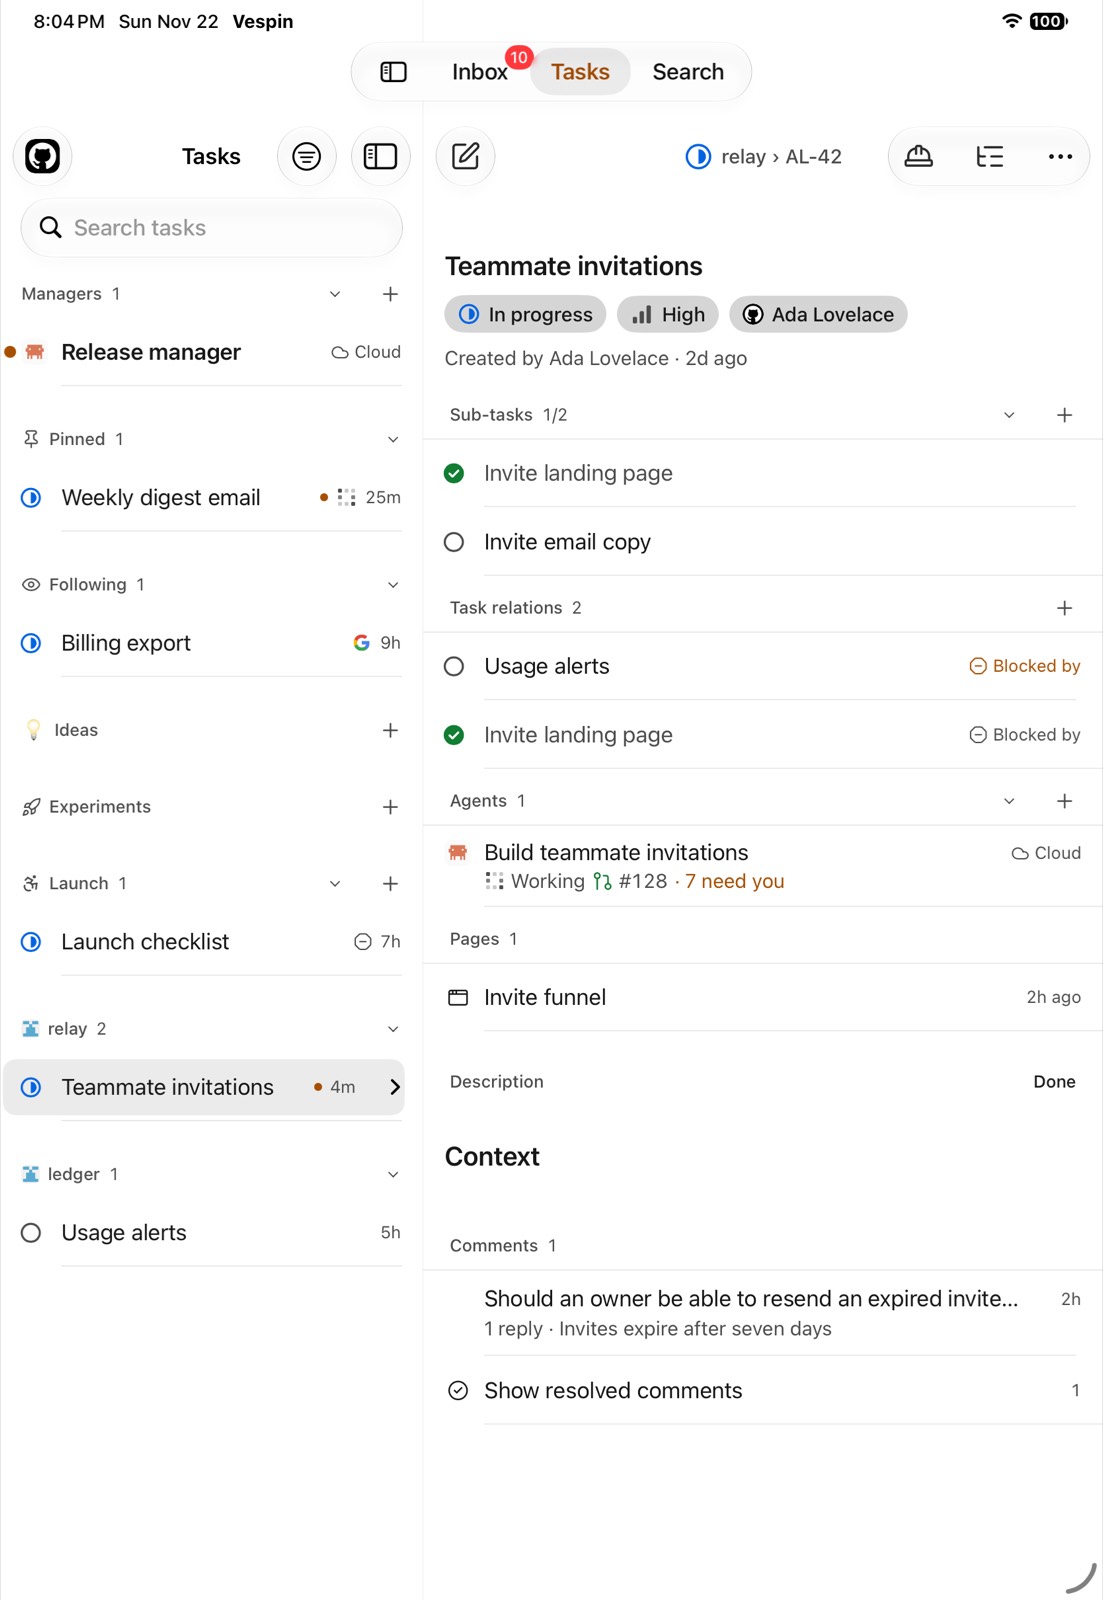 8:04 PM Sun Nov 22 Vespin
100
Inbox 10 Tasks Search
Tasks
Search tasks
Managers 1
Release manager Cloud
Pinned 1
Weekly digest email 25m
Following 1
Billing export 9h
Ideas
Experiments
Launch 1
Launch checklist 7h
relay 2
Teammate invitations 4m
ledger 1
Usage alerts 5h
relay › AL-42
Teammate invitations
In progress High Ada Lovelace
Created by Ada Lovelace · 2d ago
Sub-tasks 1/2
Invite landing page
Invite email copy
Task relations 2
Usage alerts Blocked by
Invite landing page Blocked by
Agents 1
Build teammate invitations Cloud
Working #128 · 7 need you
Pages 1
Invite funnel 2h ago
Description Done
Context
Comments 1
Should an owner be able to resend an expired invite... 2h
1 reply · Invites expire after seven days
Show resolved comments 1